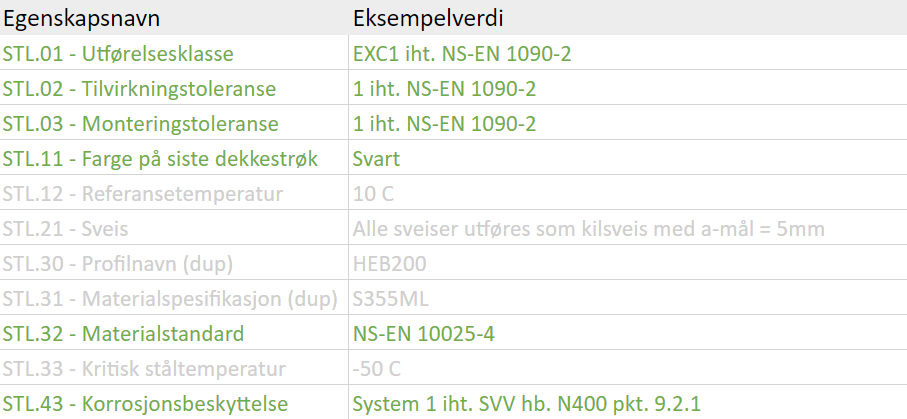 Egenskapsnavn Eksempelverdi
STL.01 - Utførelsesklasse EXC1 iht. NS-EN 1090-2
STL.02 - Tilvirkningstoleranse 1 iht. NS-EN 1090-2
STL.03 - Monteringstoleranse 1 iht. NS-EN 1090-2
STL.11 - Farge på siste dekkestrøk Svart
STL.12 - Referansetemperatur 10 C
STL.21 - Sveis Alle sveiser utføres som kilsveis med a-mål = 5mm
STL.30 - Profilnavn (dup) HEB200
STL.31 - Materialspesifikasjon (dup) S355ML
STL.32 - Materialstandard NS-EN 10025-4
STL.33 - Kritisk ståltemperatur -50 C
STL.43 - Korrosjonsbeskyttelse System 1 iht. SVV hb. N400 pkt. 9.2.1